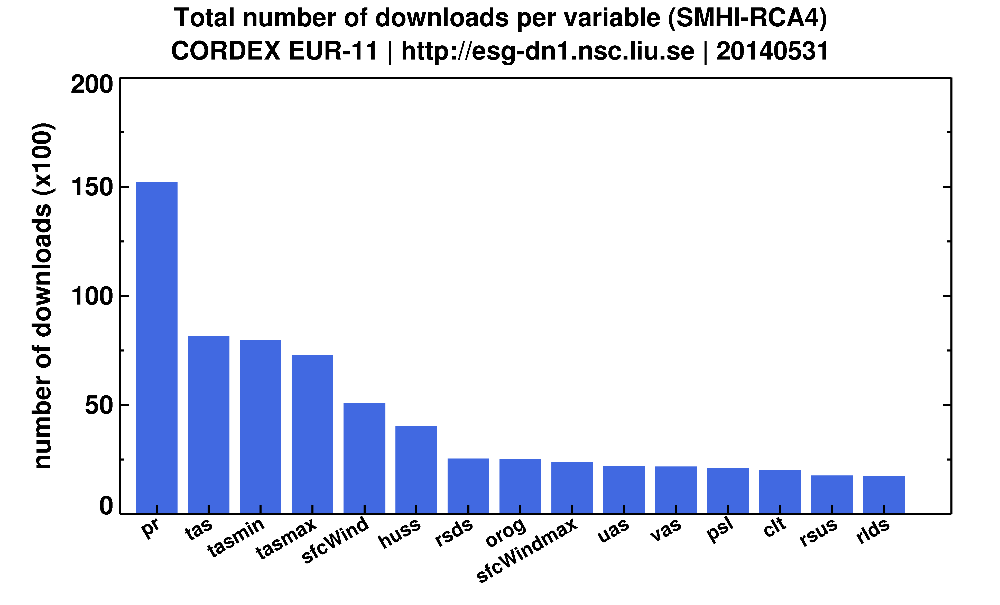 Total number of downloads per variable (SMHI-RCA4)
CORDEX EUR-11 | http://esg-dn1.nsc.liu.se | 20140531
number of downloads (x100)
200
150
100
50
0
pr
tas
tasmin
tasmax
sfcWind
huss
rsds
orog
sfcWindmax
uas
vas
psl
clt
rsus
rlds